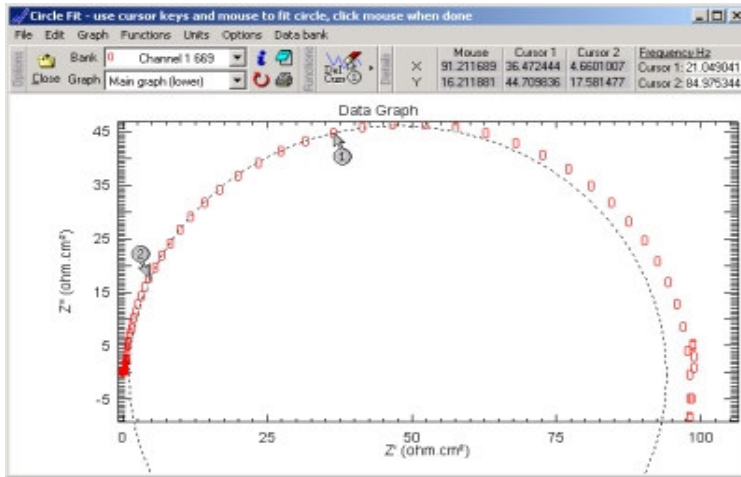 Circle Fit - use cursor keys and mouse to fit circle, click mouse when done
File Edit Graph Functions Units Options Data bank
Options Close Bank 0 Channel 1 669 Functions Details Mouse Cursor 1 Cursor 2 Frequency Hz
X 91.211689 36.472444 4.6601007 Cursor 1: 21.049041
Graph Main graph (lower) Y 16.211881 44.709836 17.581477 Cursor 2: 84.975344
Data Graph
45
1
35
25
2
15
5
-5
Z" (ohm.cm²)
0 25 50 75 100
Z' (ohm.cm²)